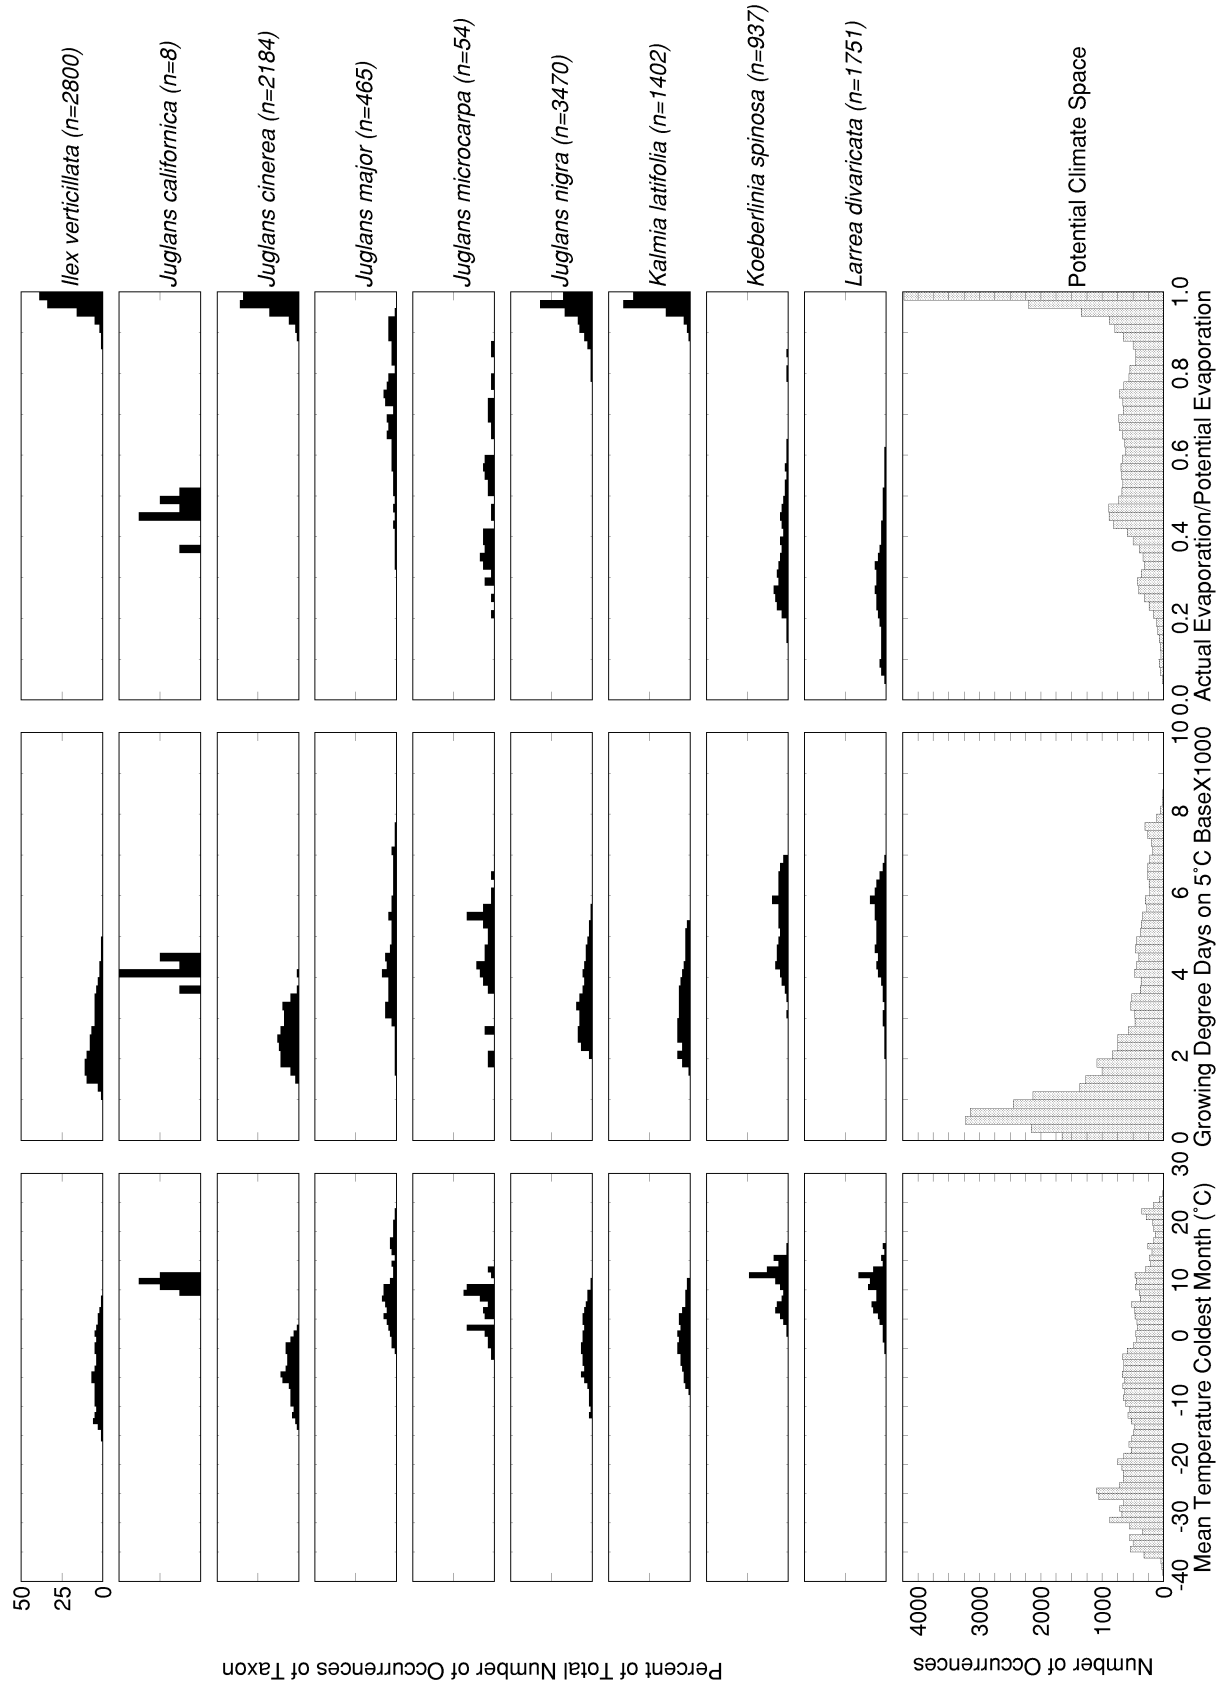 50
25
0
Ilex verticillata (n=2800)
Juglans californica (n=8)
Juglans cinerea (n=2184)
Juglans major (n=465)
Juglans microcarpa (n=54)
Juglans nigra (n=3470)
Kalmia latifolia (n=1402)
Koeberlinia spinosa (n=937)
Larrea divaricata (n=1751)
Potential Climate Space
Percent of Total Number of Occurrences of Taxon
Number of Occurrences
4000
3000
2000
1000
0
-40 -30 -20 -10 0 10 20 30
Mean Temperature Coldest Month (˚C)
0 2 4 6 8 10
Growing Degree Days on 5˚C BaseX1000
0.0 0.2 0.4 0.6 0.8 1.0
Actual Evaporation/Potential Evaporation